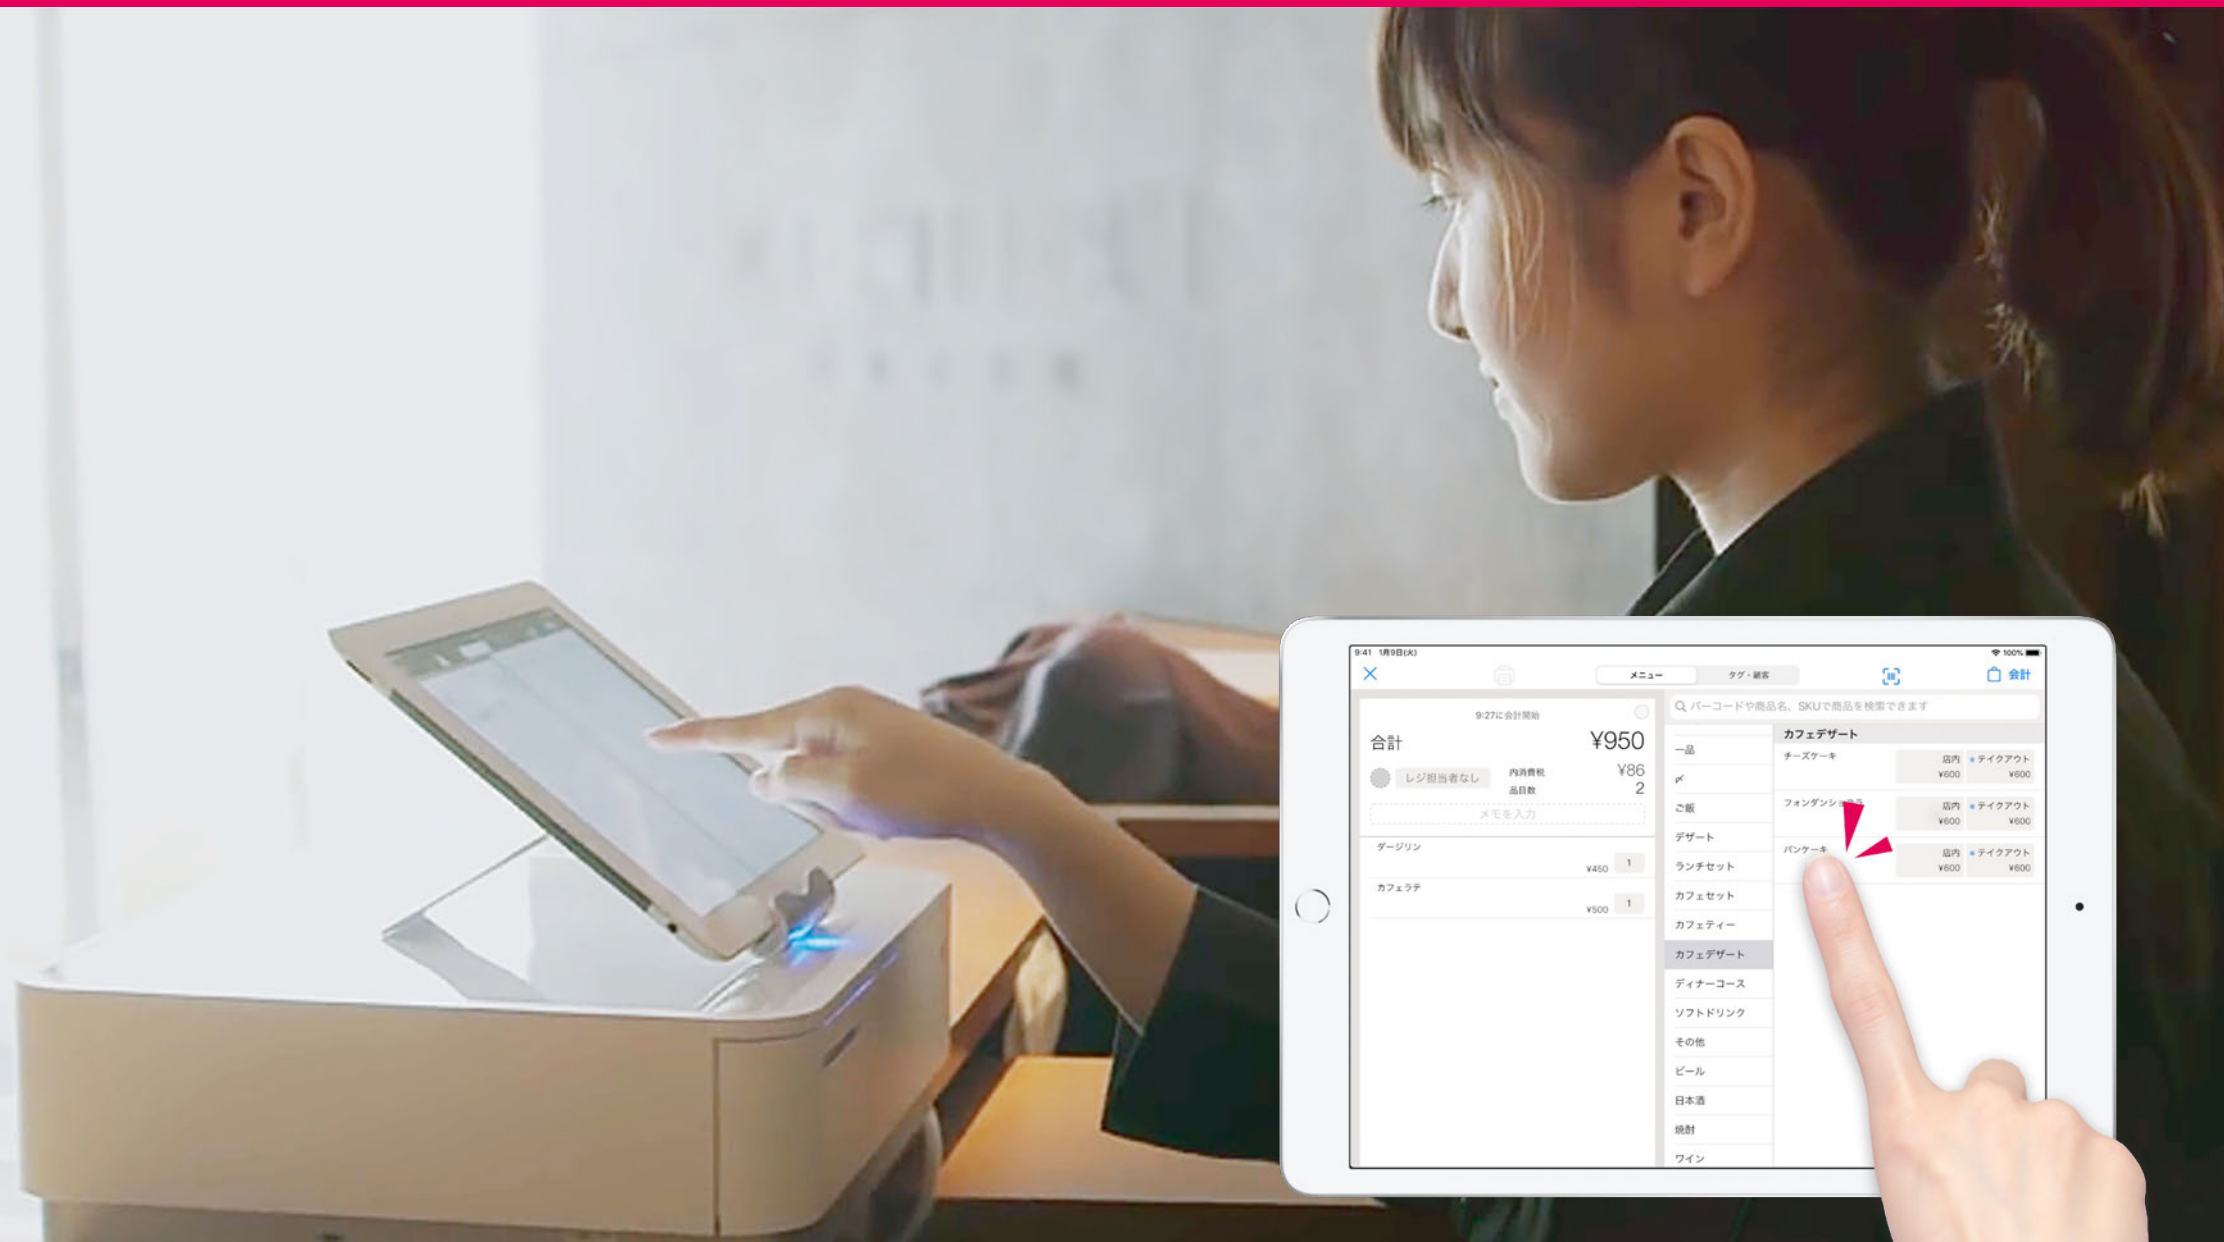 9:41 1月9日(火)
100%
メニュー
タグ・顧客
会計
9:27に会計開始
合計 ¥950
レジ担当者なし
内消費税 ¥86
品目数 2
メモを入力
ダージリン
¥450 1
カフェラテ
¥500 1
バーコードや商品名、SKUで商品を検索できます
一品
〆
ご飯
デザート
ランチセット
カフェセット
カフェティー
カフェデザート
ディナーコース
ソフトドリンク
その他
ビール
日本酒
焼酎
ワイン
カフェデザート
チーズケーキ
店内 テイクアウト
¥600 ¥600
フォンダンショ
店内 テイクアウト
¥600 ¥600
パンケーキ
店内 テイクアウト
¥600 ¥600